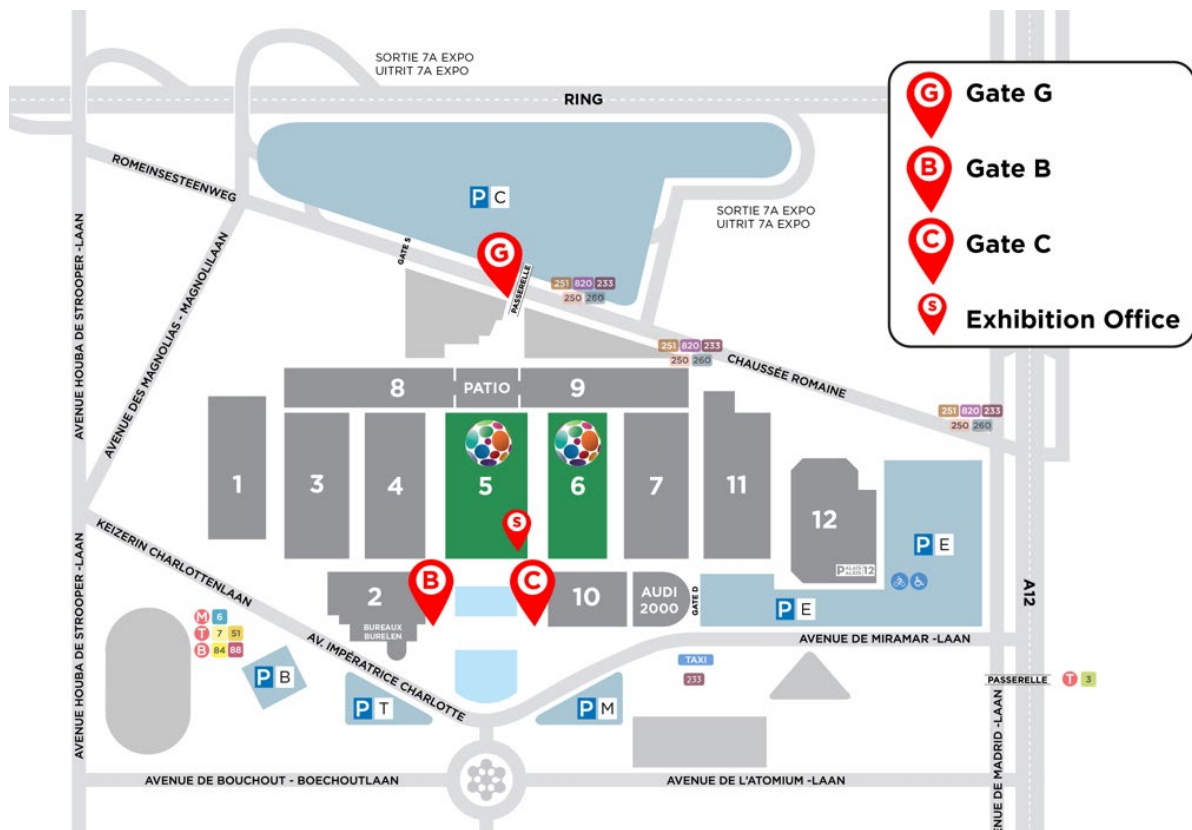 SORTIE 7A EXPO
UITRIT 7A EXPO
RING
G Gate G
B Gate B
C Gate C
S Exhibition Office
ROMEINSESTEENWEG
P C
SORTIE 7A EXPO
UITRIT 7A EXPO
AVENUE HOUBA DE STROOPER -LAAN
AVENUE DES MAGNOLIAS - MAGNOLILAAN
GATE S
G
PASSERELLE
251 820 233
250 260
251 820 233
250 260
CHAUSSÉE ROMAINE
251 820 233
250 260
8
PATIO
9
1
3
4
5
6
7
11
12
S
P E
PALAIS 12
KEIZERIN CHARLOTTENLAAN
B
C
2
BUREAUX
BURELEN
10
AUDI
2000
GATE D
P E
A12
AVENUE HOUBA DE STROOPER -LAAN
M 6
T 7 51
B 84 88
AV. IMPÉRATRICE CHARLOTTE
AVENUE DE MIRAMAR -LAAN
TAXI
233
P B
P T
P M
PASSERELLE T 3
AVENUE DE BOUCHOUT - BOECHOUTLAAN
AVENUE DE L'ATOMIUM -LAAN
ENUE DE MADRID -LAAN